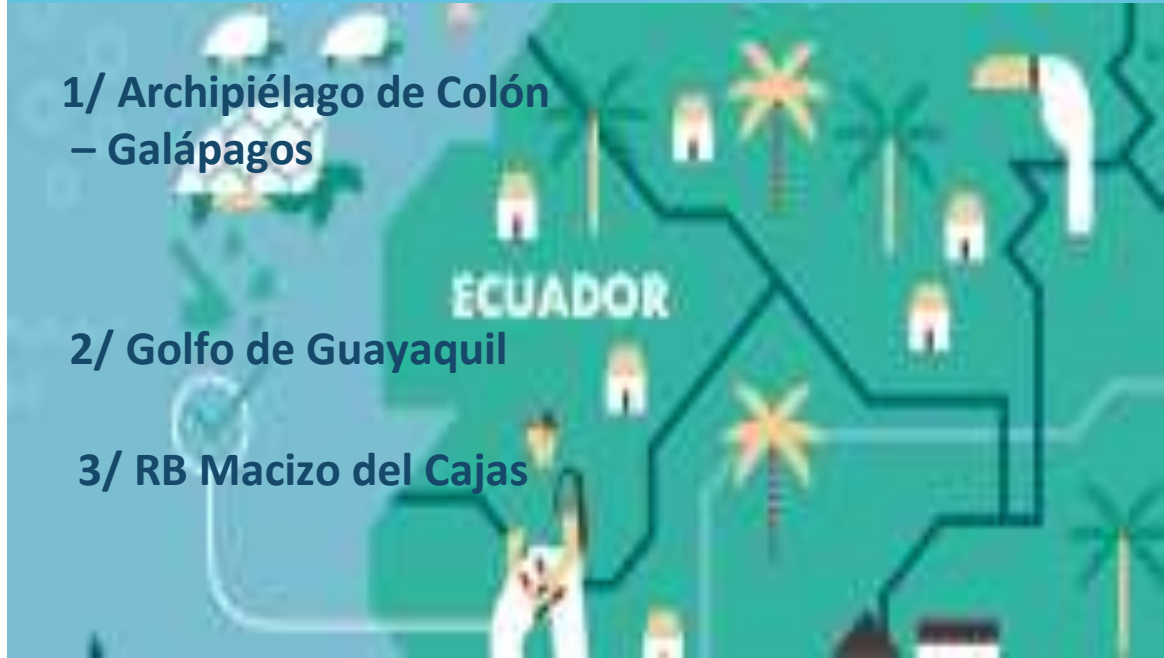 1/ Archipiélago de Colón
– Galápagos
ECUADOR
2/ Golfo de Guayaquil
3/ RB Macizo del Cajas